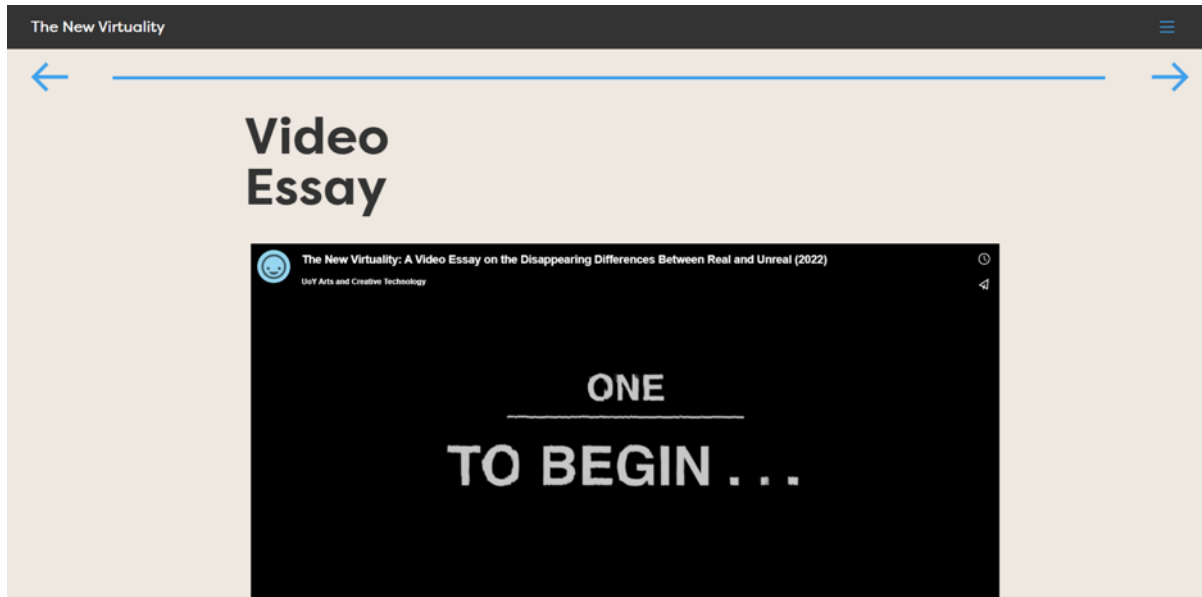 The New Virtuality
Video
Essay
The New Virtuality: A Video Essay on the Disappearing Differences Between Real and Unreal (2022)
UoY Arts and Creative Technology
ONE
TO BEGIN . . .